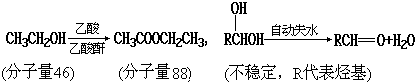 OH
CH₃CH₂OH 乙酸 乙酸酐 CH₃COOCH₂CH₃, RCHOH 自动失水 RCH=O+H₂O
(分子量46) (分子量88) (不稳定, R代表烃基)